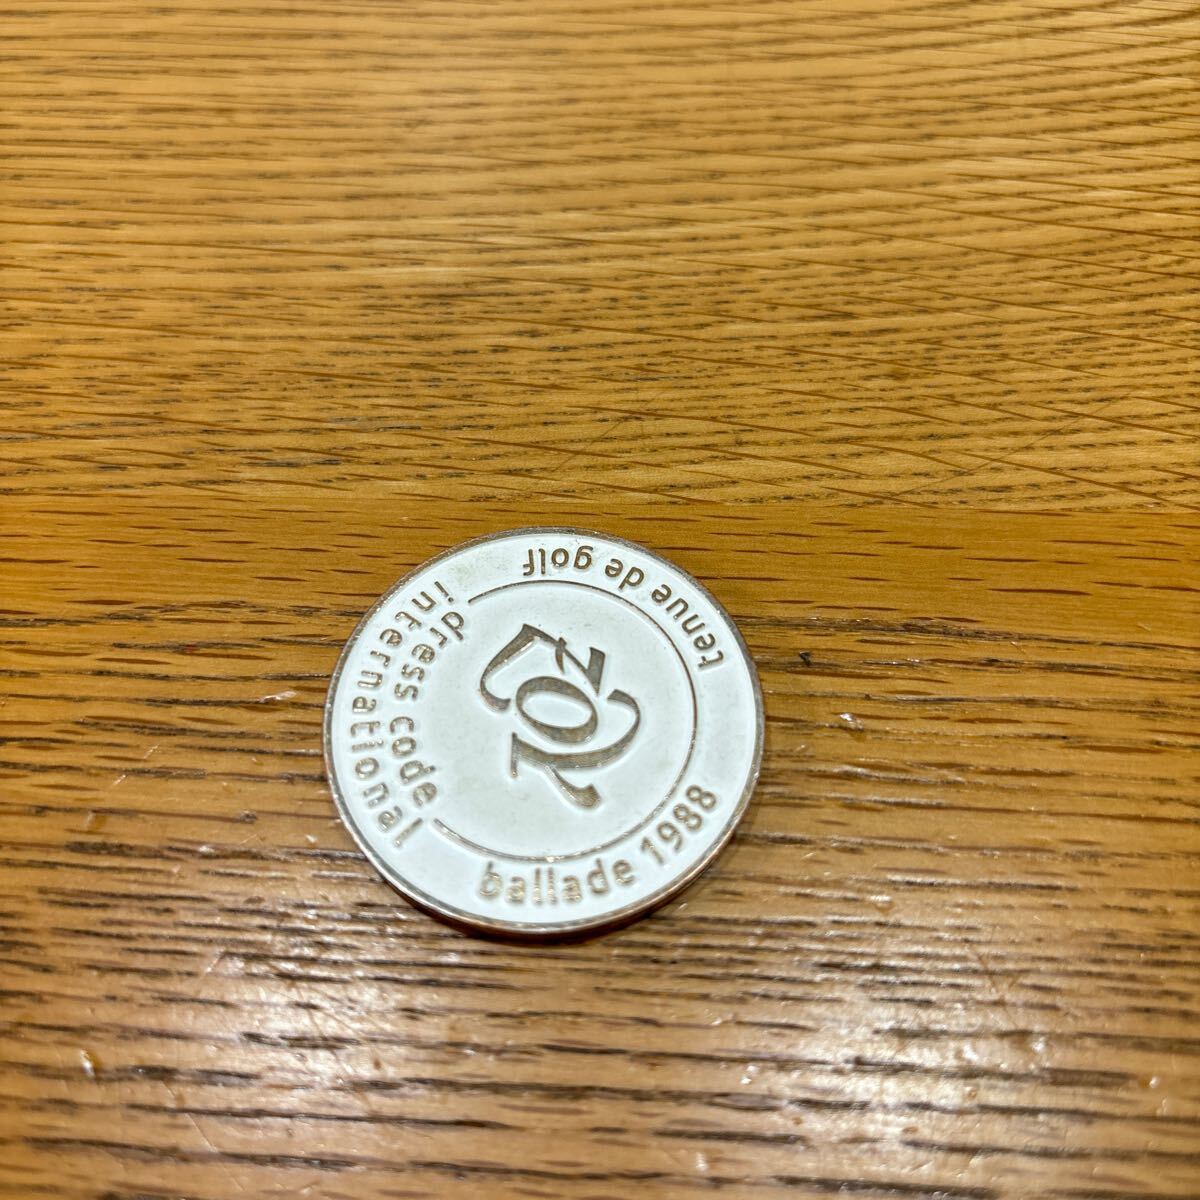 Zoy
tenue de golf
dress code
international
ballade 1988